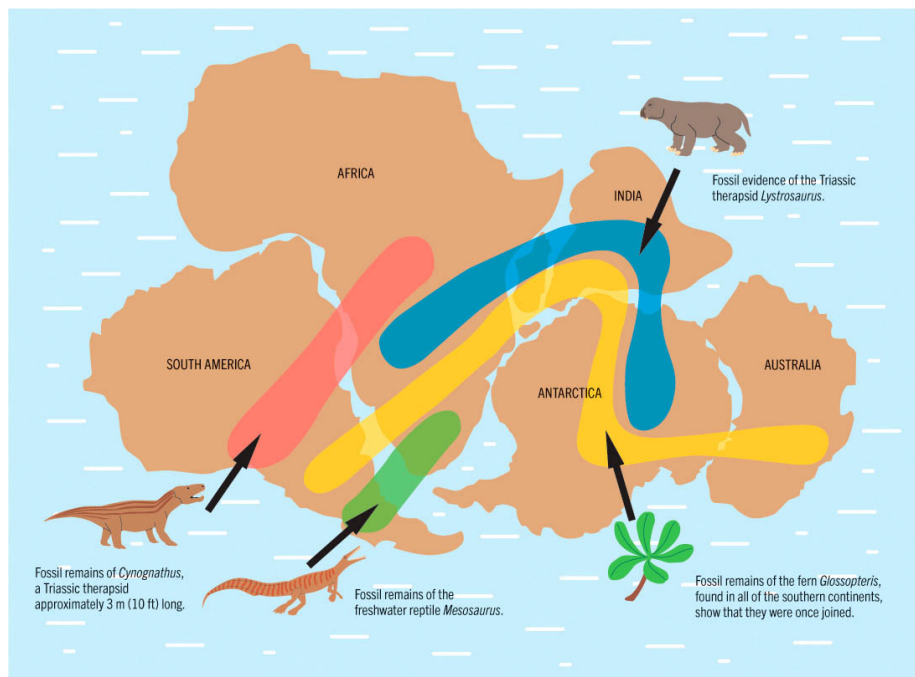 AFRICA
INDIA
Fossil evidence of the Triassic
therapsid Lystrosaurus.
SOUTH AMERICA
ANTARCTICA
AUSTRALIA
Fossil remains of Cynognathus,
a Triassic therapsid
approximately 3 m (10 ft) long.
Fossil remains of the
freshwater reptile Mesosaurus.
Fossil remains of the fern Glossopteris,
found in all of the southern continents,
show that they were once joined.